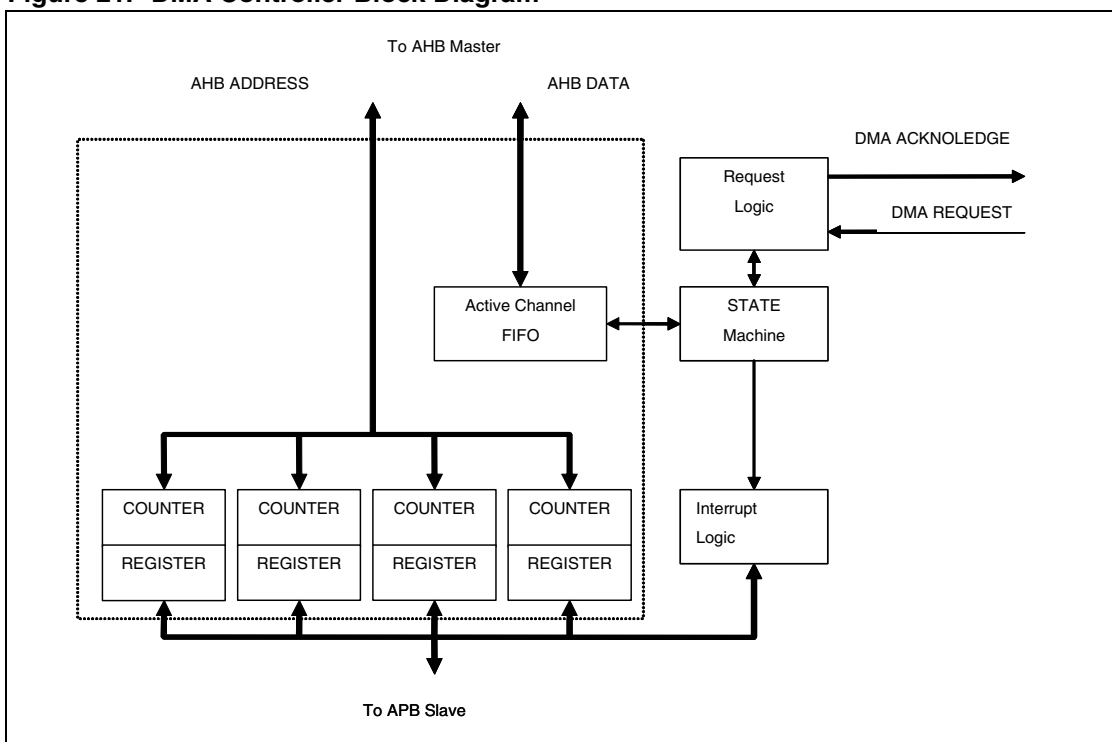 Figure 21. DMA Controller Block Diagram
To AHB Master
AHB ADDRESS
AHB DATA
DMA ACKNOLEDGE
Request
Logic
DMA REQUEST
Active Channel
FIFO
STATE
Machine
COUNTER
COUNTER
COUNTER
COUNTER
REGISTER
REGISTER
REGISTER
REGISTER
Interrupt
Logic
To APB Slave